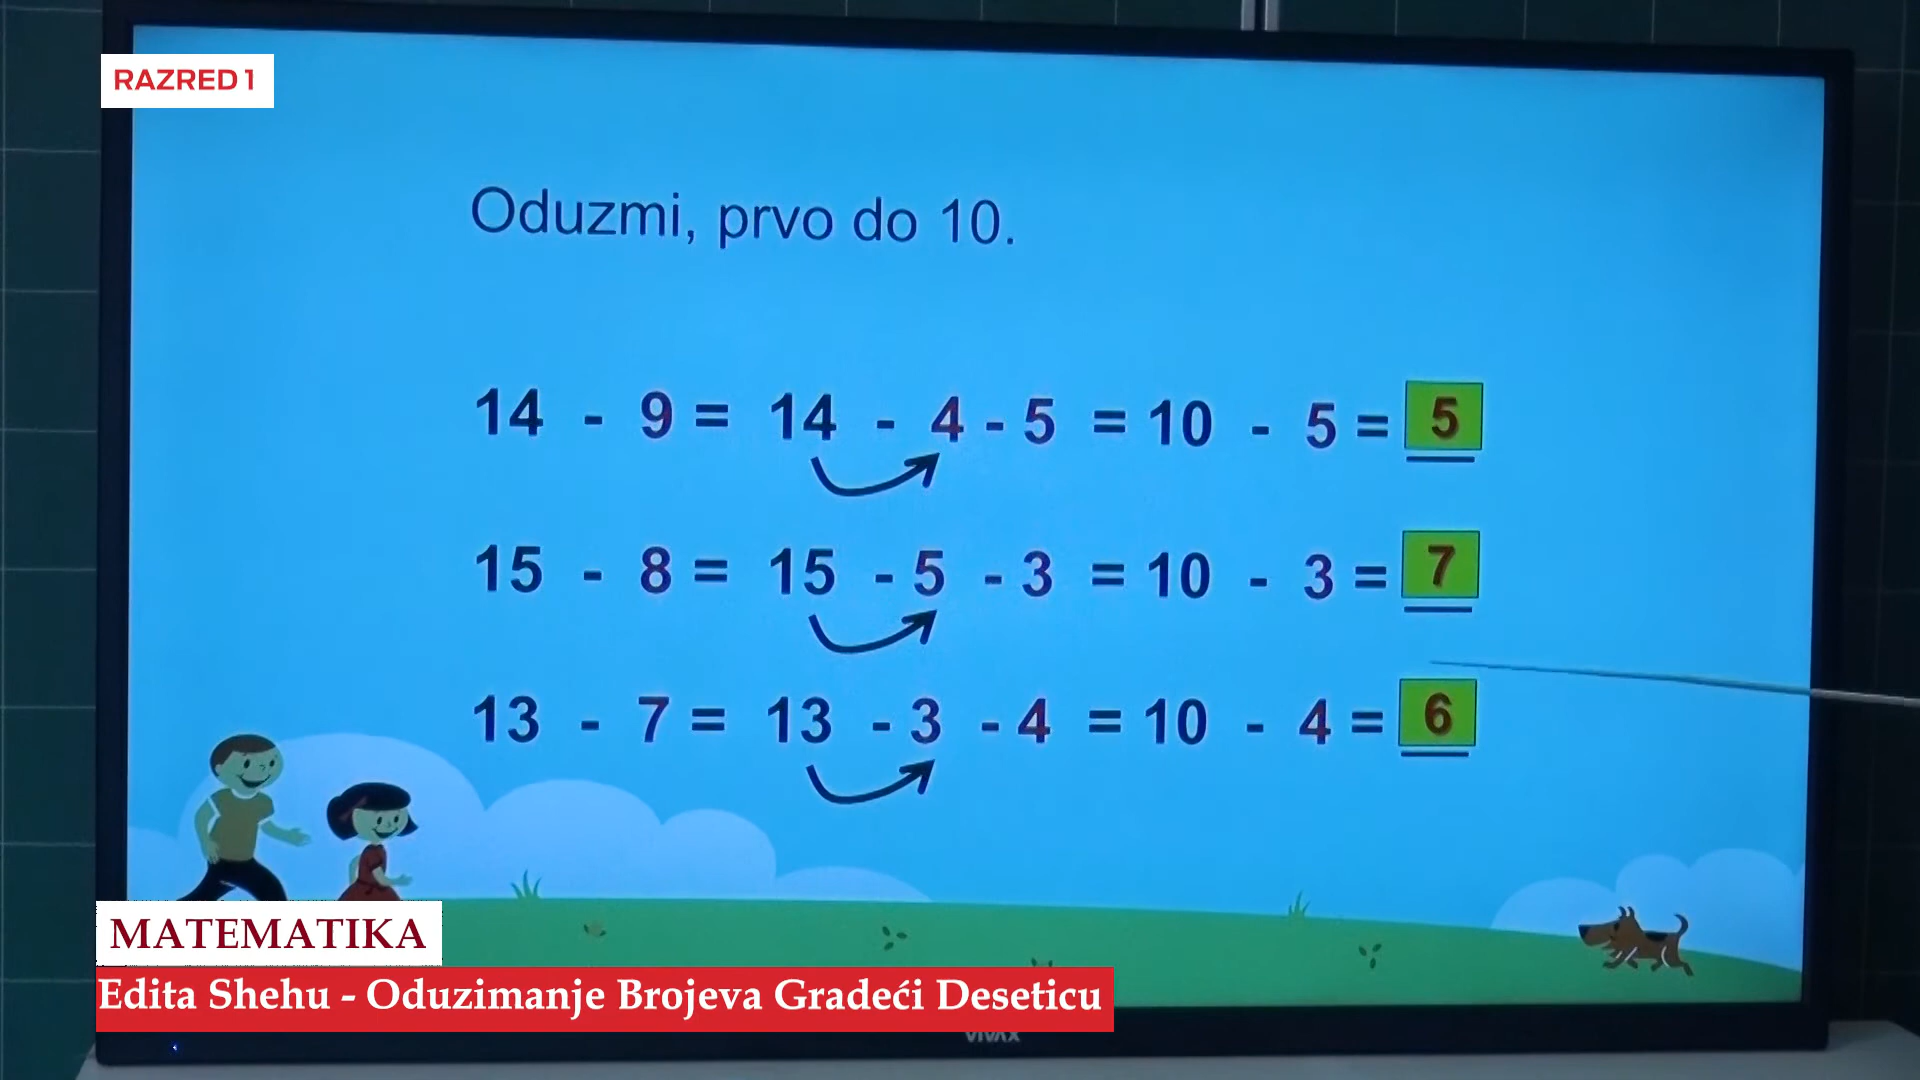 RAZRED 1
Oduzmi, prvo do 10.
14 - 9 = 14 - 4 - 5 = 10 - 5 = 5
15 - 8 = 15 - 5 - 3 = 10 - 3 = 7
13 - 7 = 13 - 3 - 4 = 10 - 4 = 6
MATEMATIKA
Edita Shehu - Oduzimanje Brojeva Gradeći Deseticu
VIVAX